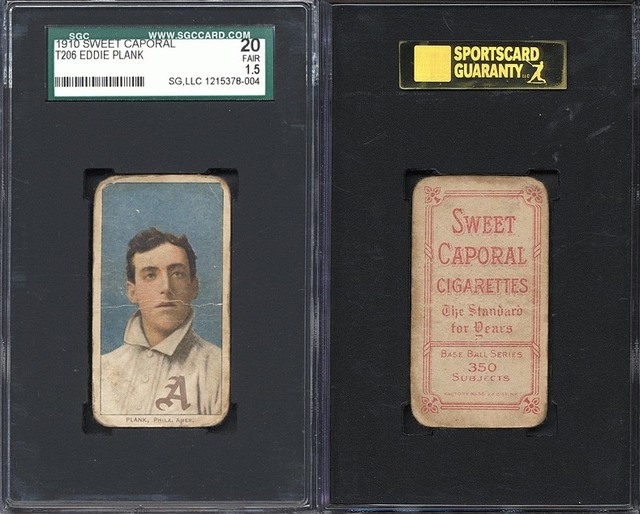 SGC WWW.SGCCARD.COM
1910 SWEET CAPORAL 20
T206 EDDIE PLANK FAIR
1.5
SG,LLC 1215378-004
A
PLANK, PHILA. AMER.
SPORTSCARD
GUARANTY LLC
SWEET
CAPORAL
CIGARETTES
The Standard
for Years
BASE BALL SERIES
350
SUBJECTS